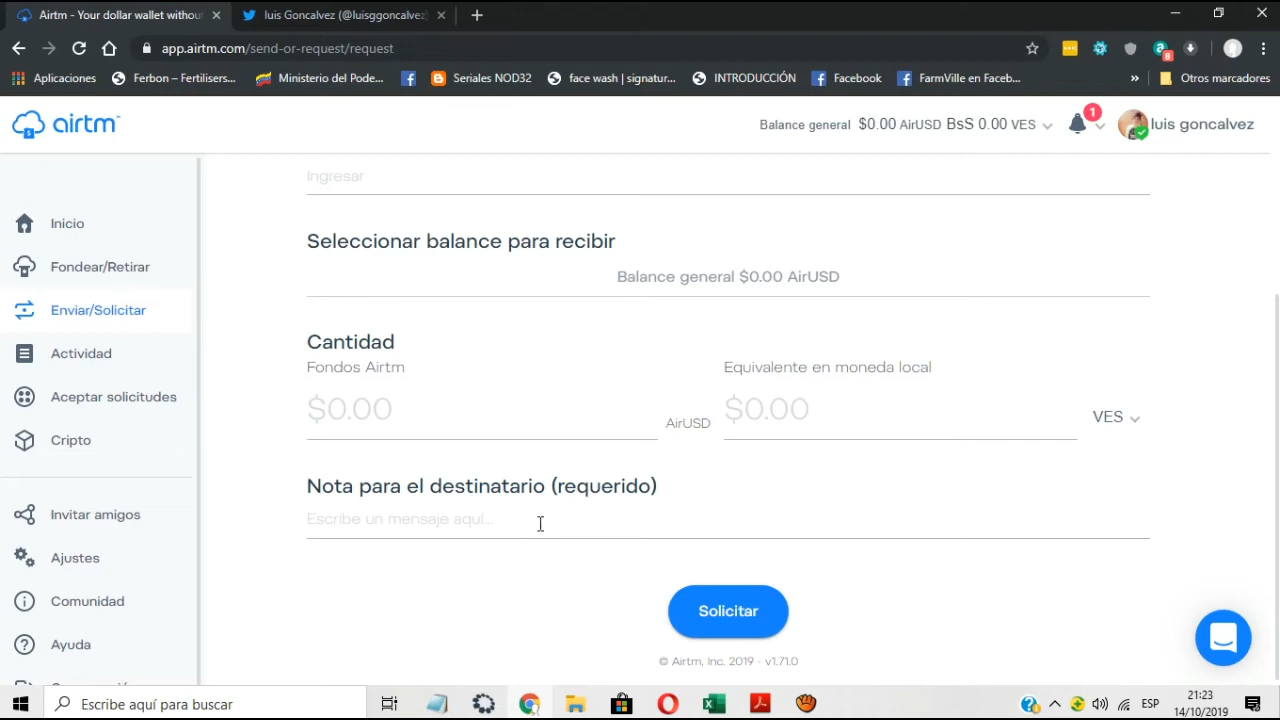 Airtm - Your dollar wallet without
luis Goncalvez (@luisggoncalvez
app.airtm.com/send-or-request/request
8
Aplicaciones
Ferbon – Fertilisers...
Ministerio del Pode...
Seriales NOD32
face wash | signatur...
INTRODUCCIÓN
Facebook
FarmVille en Faceb...
»
Otros marcadores
airtm
Balance general $0.00 AirUSD BsS 0.00 VES
1
luis goncalvez
Inicio
Fondear/Retirar
Enviar/Solicitar
Actividad
Aceptar solicitudes
Cripto
Invitar amigos
Ajustes
Comunidad
Ayuda
Ingresar
Seleccionar balance para recibir
Balance general $0.00 AirUSD
Cantidad
Fondos Airtm
Equivalente en moneda local
$0.00
AirUSD
$0.00
VES
Nota para el destinatario (requerido)
Escribe un mensaje aquí...
Solicitar
© Airtm, Inc. 2019 · v1.71.0
Escribe aquí para buscar
ESP
21:23
14/10/2019